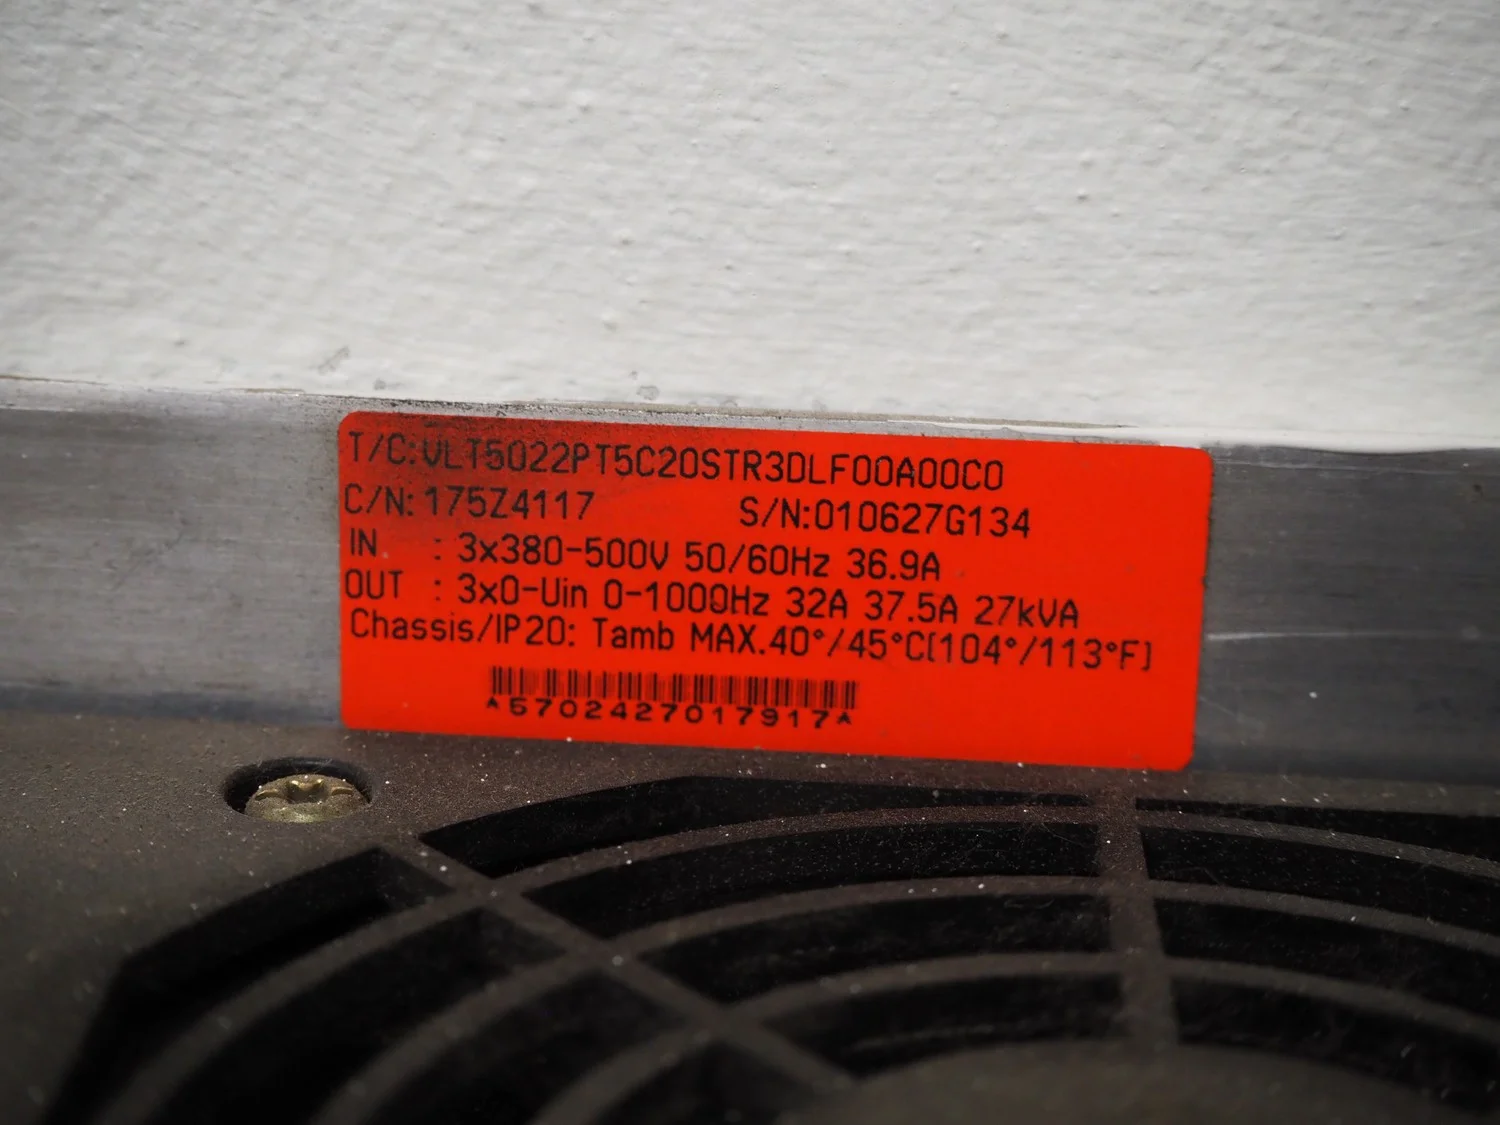 T/C:VLT5022PT5C20STR3DLF00A00C0
C/N:175Z4117 S/N:010627G134
IN : 3x380-500V 50/60Hz 36.9A
OUT : 3x0-Uin 0-1000Hz 32A 37.5A 27kVA
Chassis/IP20: Tamb MAX.40°/45°C(104°/113°F)
*5702427017917*